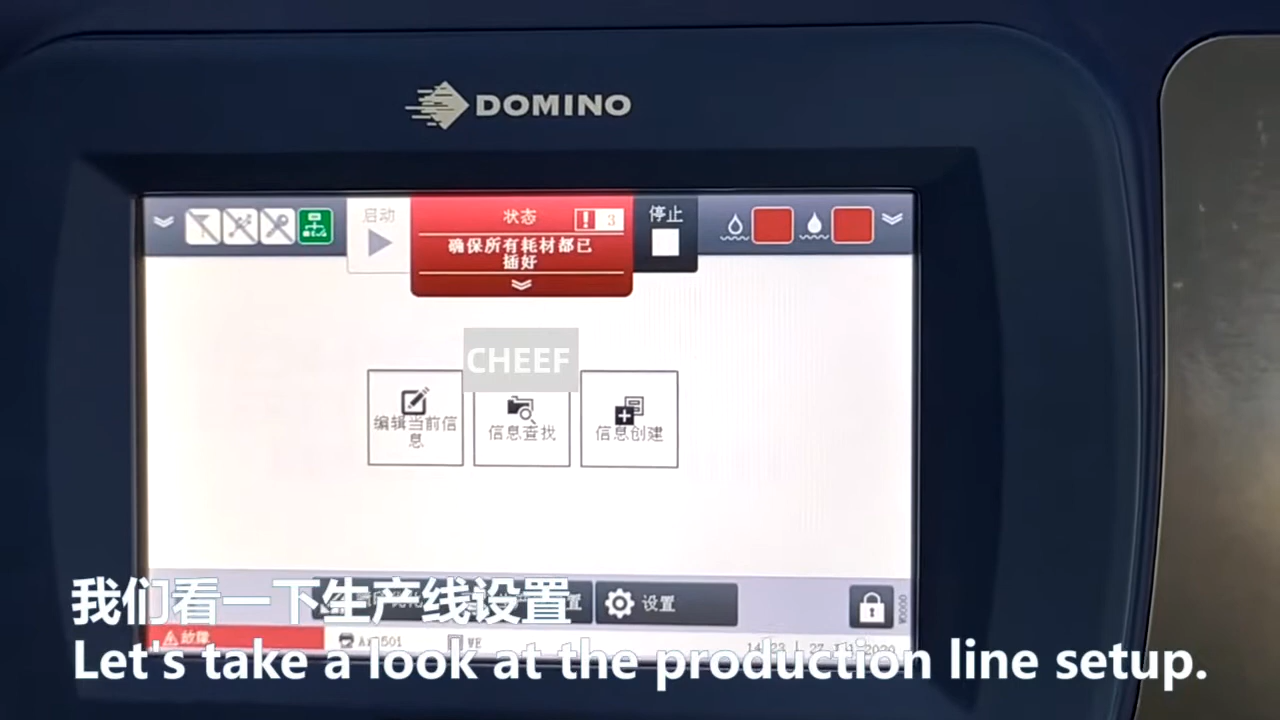 DOMINO
启动
状态
3
停止
确保所有耗材都已
插好
CHEEF
编辑当前信
息
信息查找
信息创建
我们看一下生产线设置
设置
故障
Let's take a look at the production line setup.